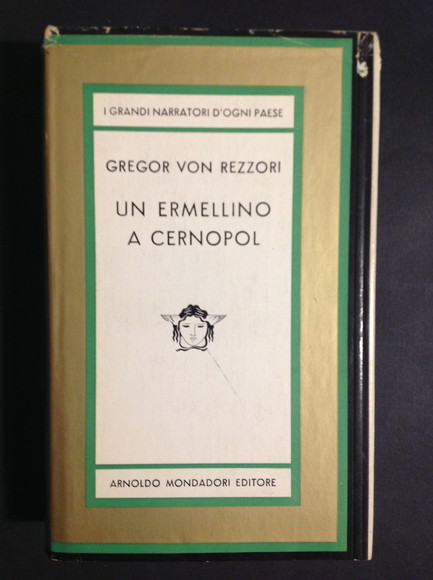 I GRANDI NARRATORI D'OGNI PAESE
GREGOR VON REZZORI
UN ERMELLINO
A CERNOPOL
ARNOLDO MONDADORI EDITORE